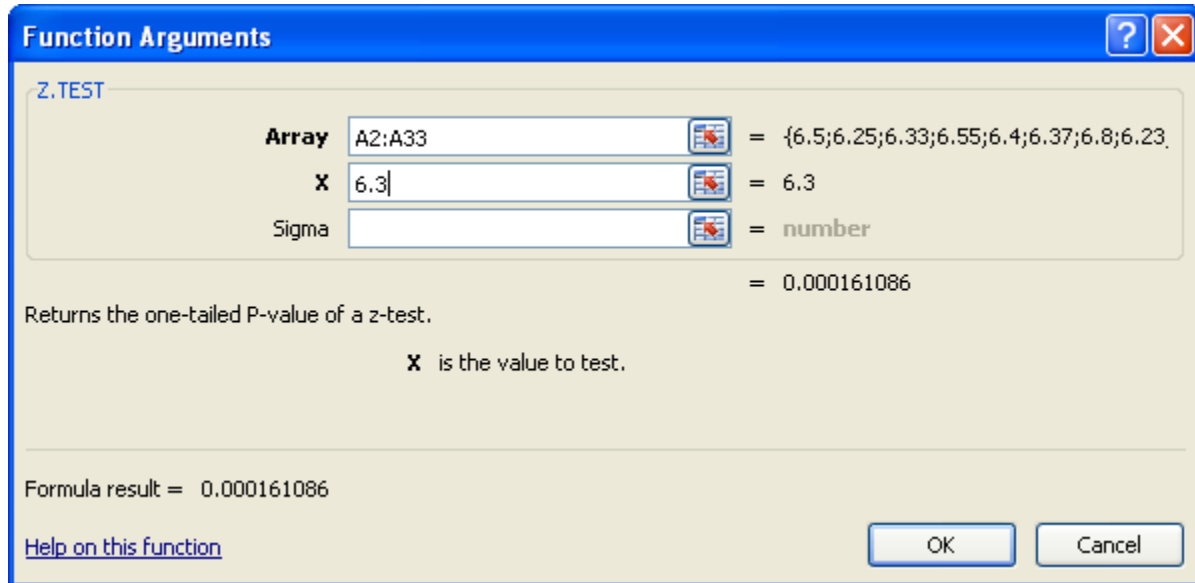 Function Arguments
Z.TEST
Array A2:A33 = {6.5;6.25;6.33;6.55;6.4;6.37;6.8;6.23,
X 6.3 = 6.3
Sigma = number
= 0.000161086
Returns the one-tailed P-value of a z-test.
X is the value to test.
Formula result = 0.000161086
Help on this function OK Cancel